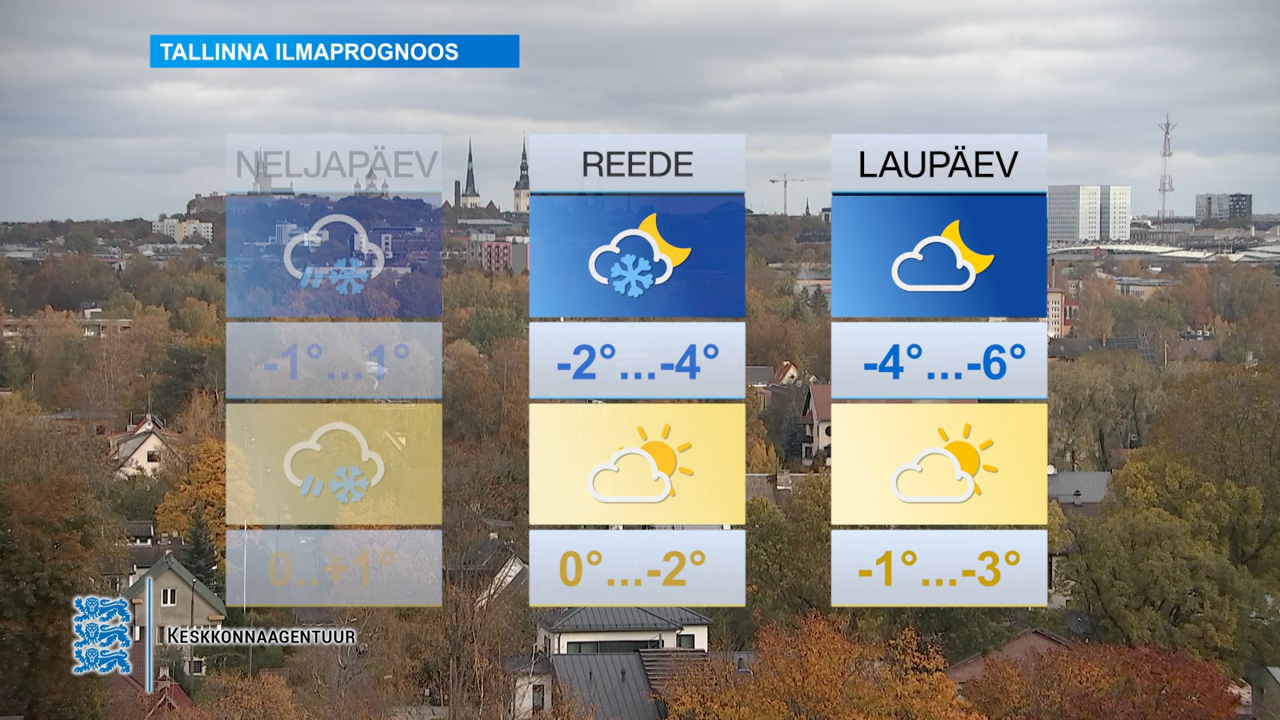 TALLINNA ILMAPROGNOOS
NELJAPÄEV
REEDE
LAUPÄEV
-1°...1°
-2°...-4°
-4°...-6°
0..+1°
0°...-2°
-1°...-3°
KESKKONNAAGENTUUR